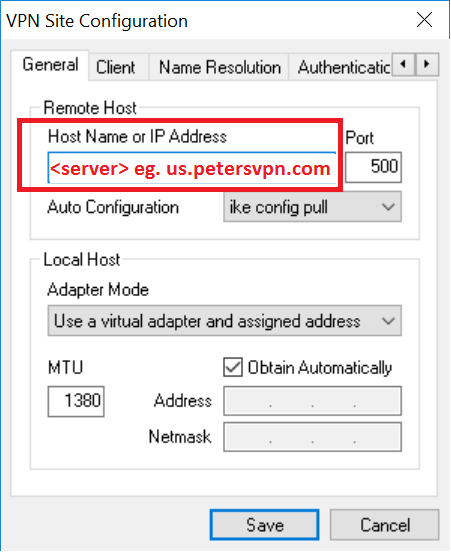 VPN Site Configuration
General Client Name Resolution Authenticatic
Remote Host
Host Name or IP Address Port
<server> eg. us.petersvpn.com 500
Auto Configuration ike config pull
Local Host
Adapter Mode
Use a virtual adapter and assigned address
MTU Obtain Automatically
1380 Address . . .
Netmask . . .
Save Cancel